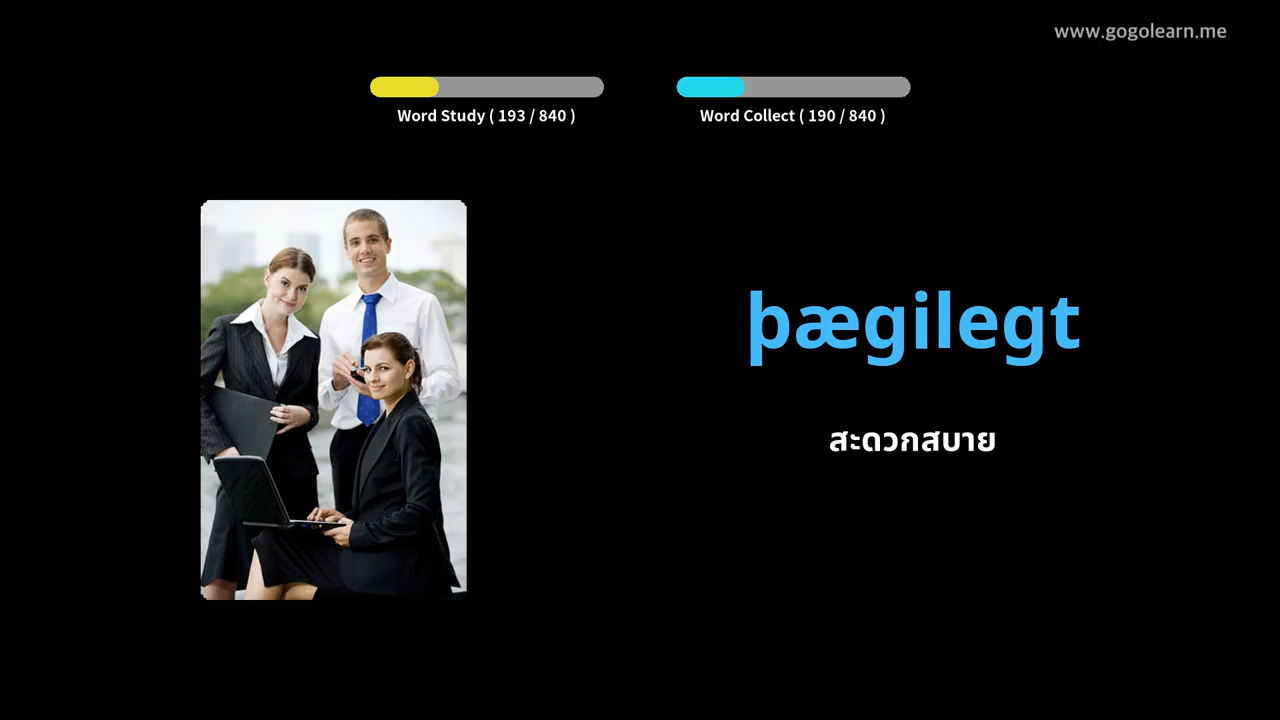 www.gogolearn.me
Word Study ( 193 / 840 )
Word Collect ( 190 / 840 )
þægilegt
สะดวกสบาย